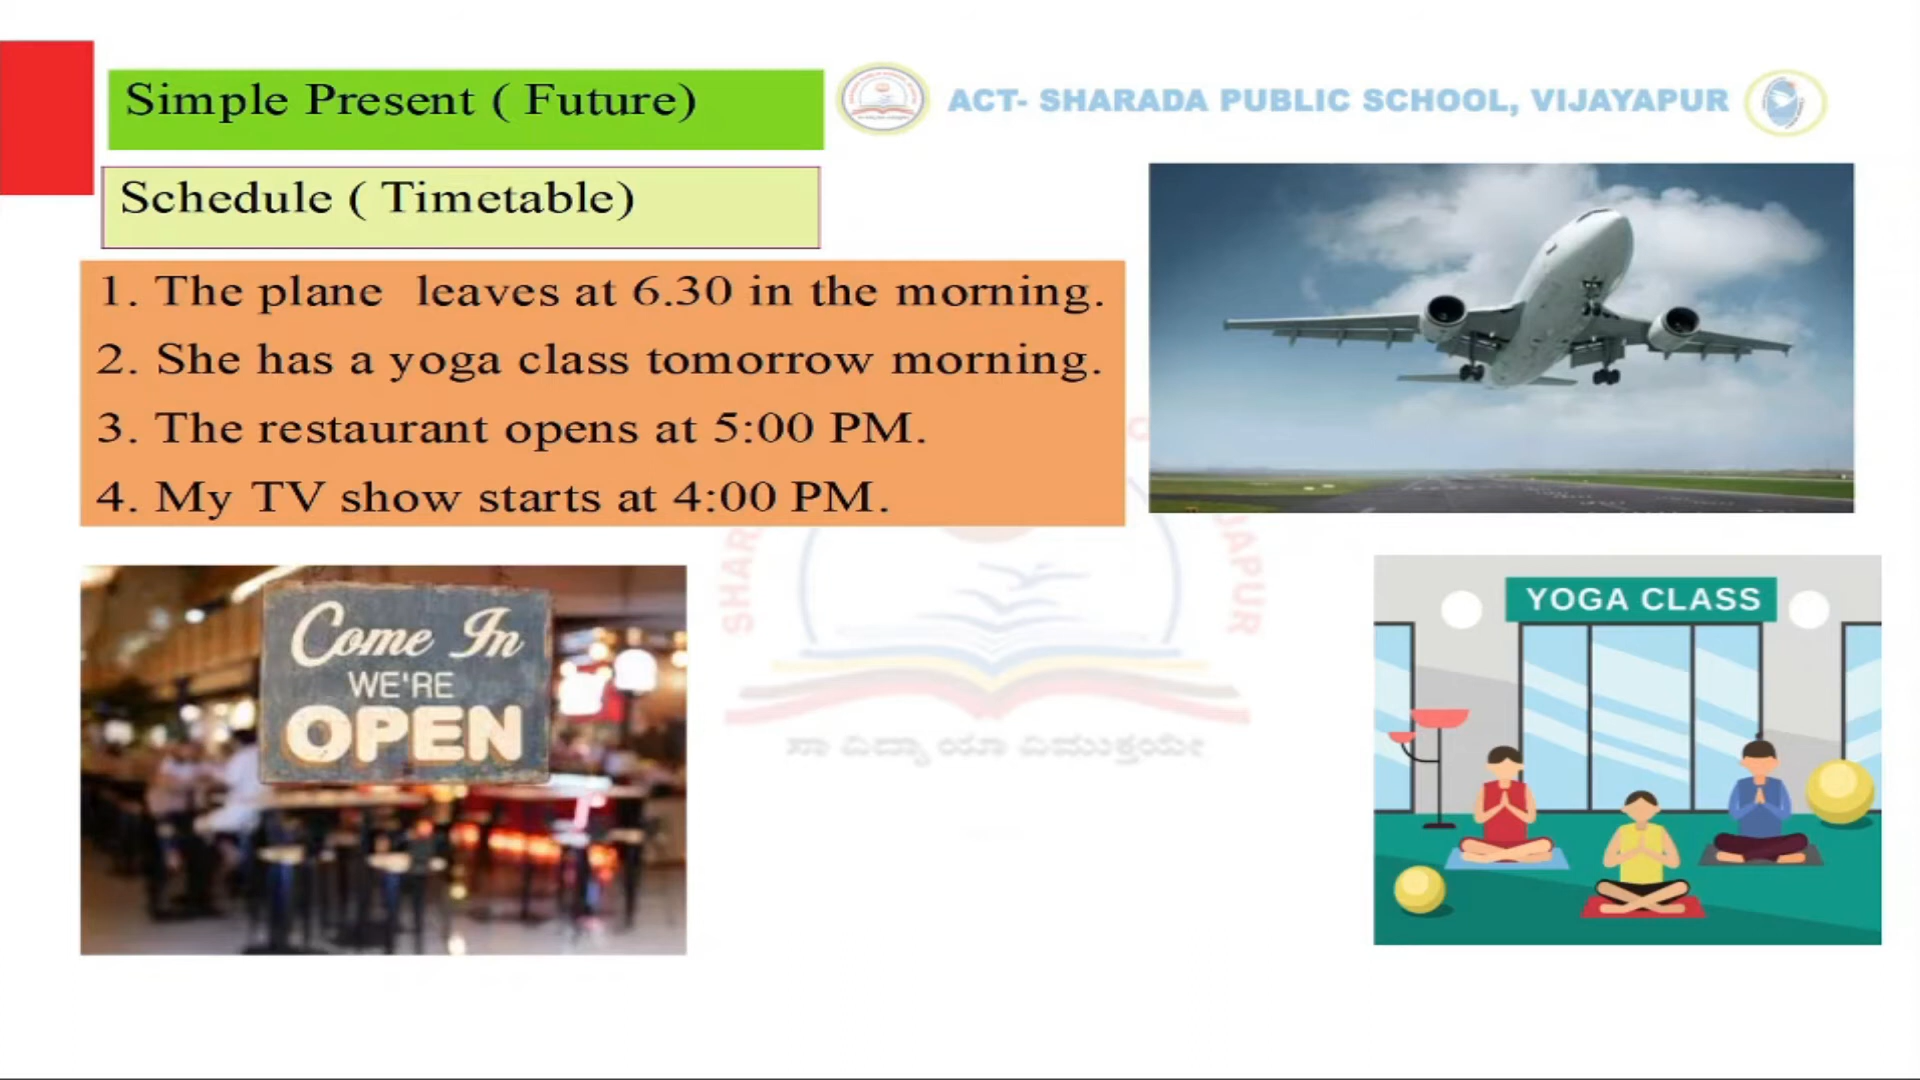 Simple Present ( Future)
ACT- SHARADA PUBLIC SCHOOL, VIJAYAPUR
Schedule ( Timetable)
1. The plane leaves at 6.30 in the morning.
2. She has a yoga class tomorrow morning.
3. The restaurant opens at 5:00 PM.
4. My TV show starts at 4:00 PM.
Come In
WE'RE
OPEN
YOGA CLASS
ಸಾ ವಿದ್ಯಾ ಯಾ ವಿಮುಕ್ತಯೇ